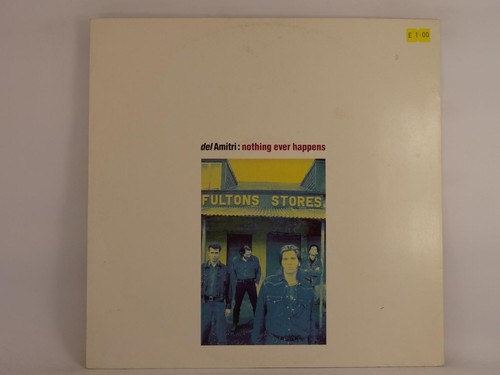 £ 1·00
del Amitri: nothing ever happens
FULTONS STORES